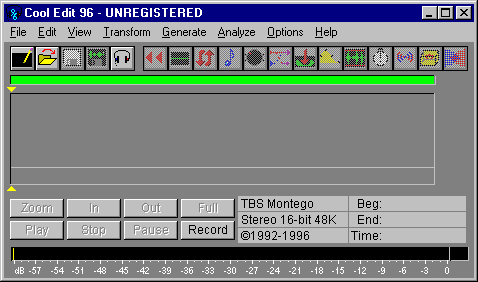 Cool Edit 96 - UNREGISTERED
File Edit View Transform Generate Analyze Options Help
Zoom In Out Full TBS Montego Beg:
Play Stop Pause Record Stereo 16-bit 48K End:
©1992-1996 Time:
dB -57 -54 -51 -48 -45 -42 -39 -36 -33 -30 -27 -24 -21 -18 -15 -12 -9 -6 -3 0